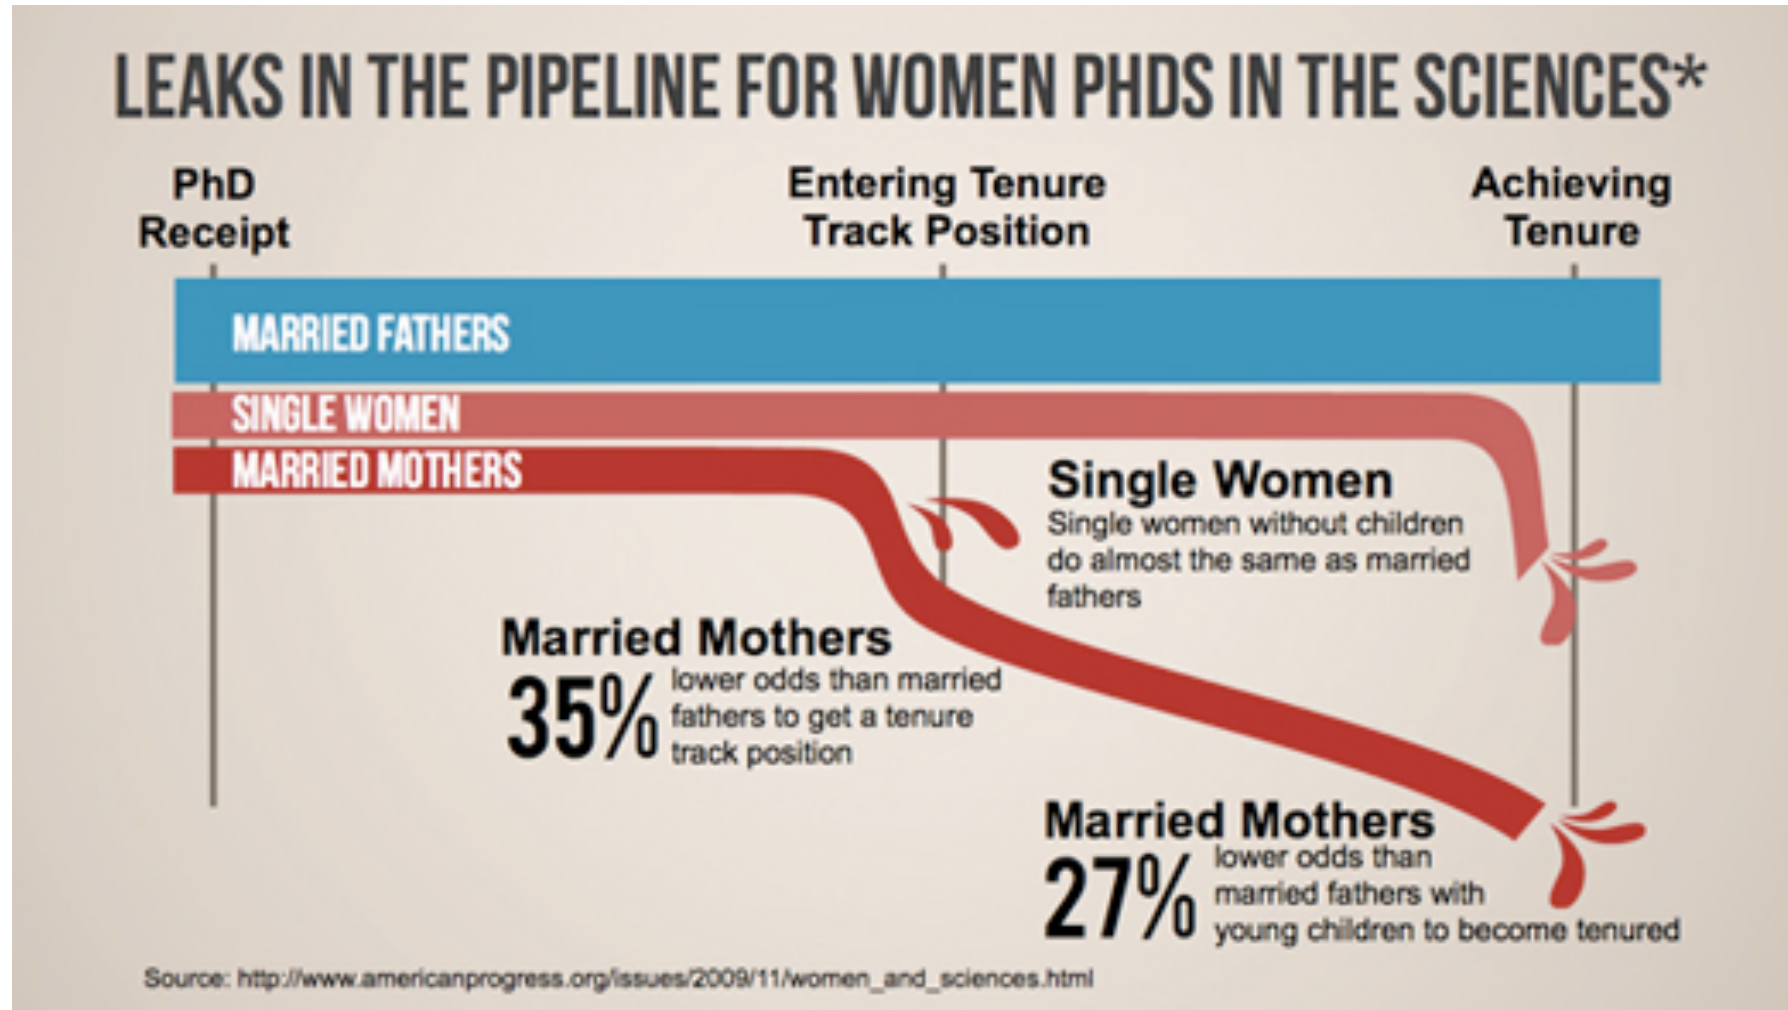 LEAKS IN THE PIPELINE FOR WOMEN PHDS IN THE SCIENCES*
PhD
Receipt
Entering Tenure
Track Position
Achieving
Tenure
MARRIED FATHERS
SINGLE WOMEN
MARRIED MOTHERS
Single Women
Single women without children
do almost the same as married
fathers
Married Mothers
35%
lower odds than married
fathers to get a tenure
track position
Married Mothers
27%
lower odds than
married fathers with
young children to become tenured
Source: http://www.americanprogress.org/issues/2009/11/women_and_sciences.html